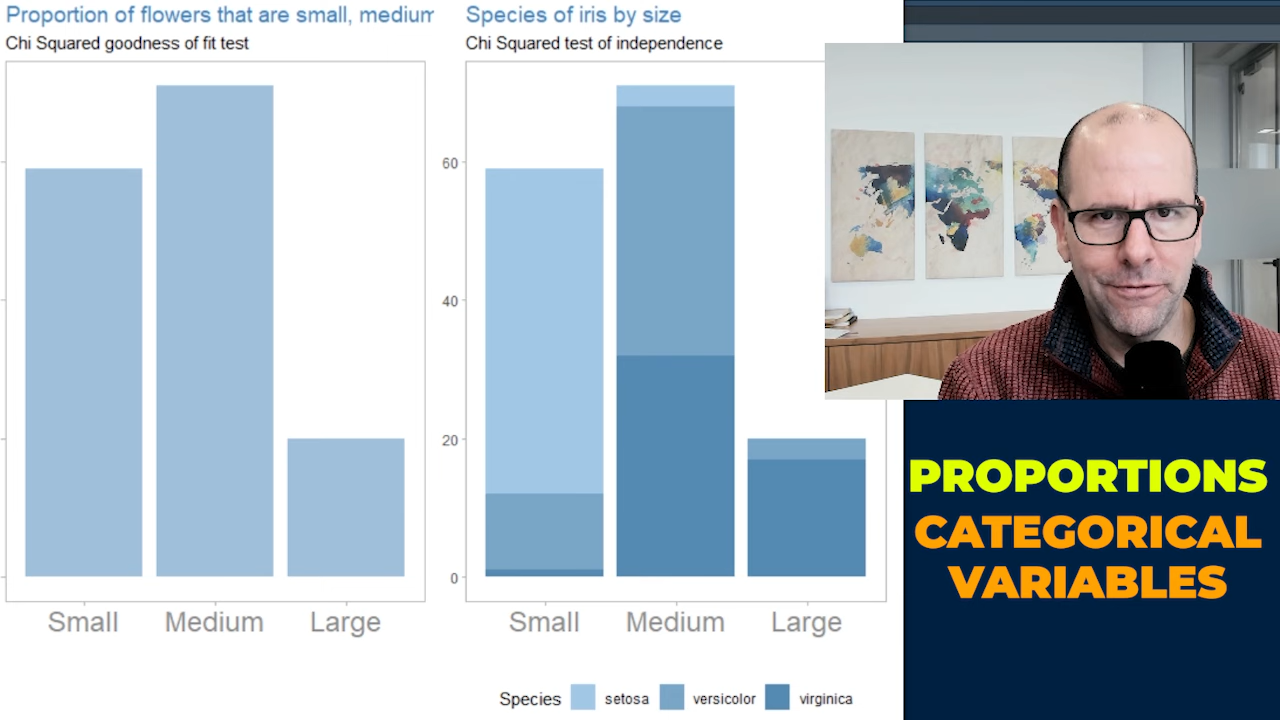 Proportion of flowers that are small, medium
Chi Squared goodness of fit test
Small Medium Large
Species of iris by size
Chi Squared test of independence
60
40
20
0
Small Medium Large
Species setosa versicolor virginica
PROPORTIONS
CATEGORICAL
VARIABLES